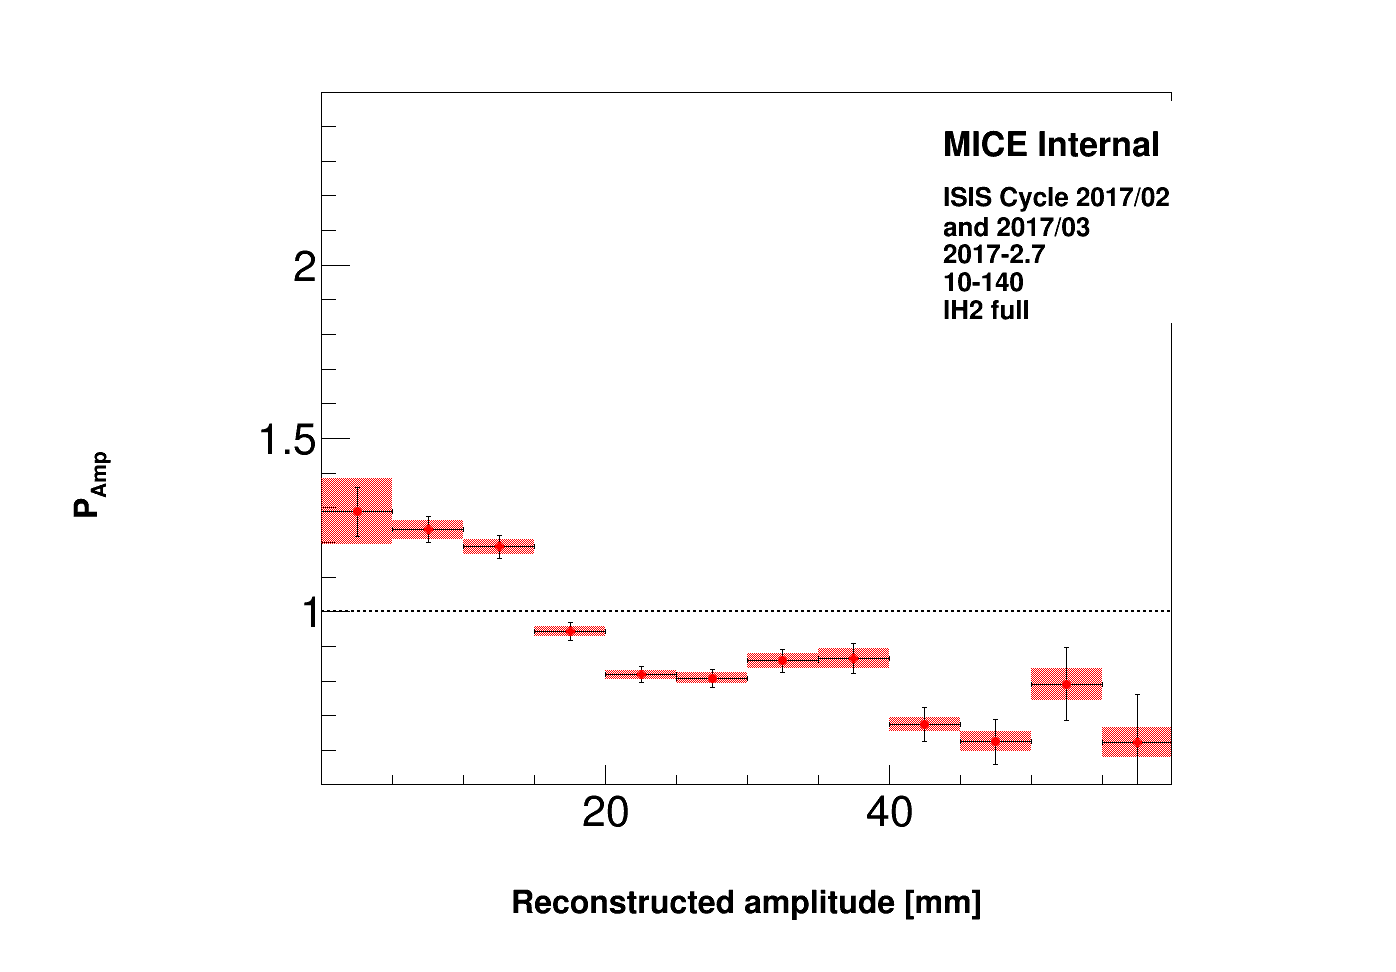 MICE Internal
ISIS Cycle 2017/02
and 2017/03
2017-2.7
10-140
IH2 full
2
1.5
1
P_Amp
20
40
Reconstructed amplitude [mm]